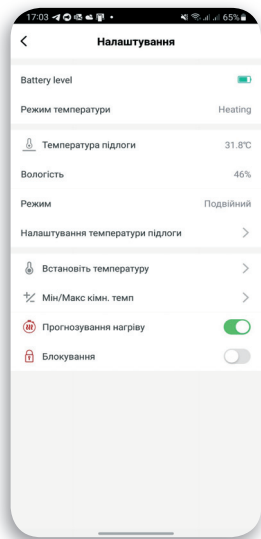 17:03 65%
Налаштування
Battery level
Режим температури Heating
Температура підлоги 31.8°C
Вологість 46%
Режим Подвійний
Налаштування температури підлоги
Встановіть температуру
Мін/Макс кімн. темп
Прогнозування нагріву
Блокування